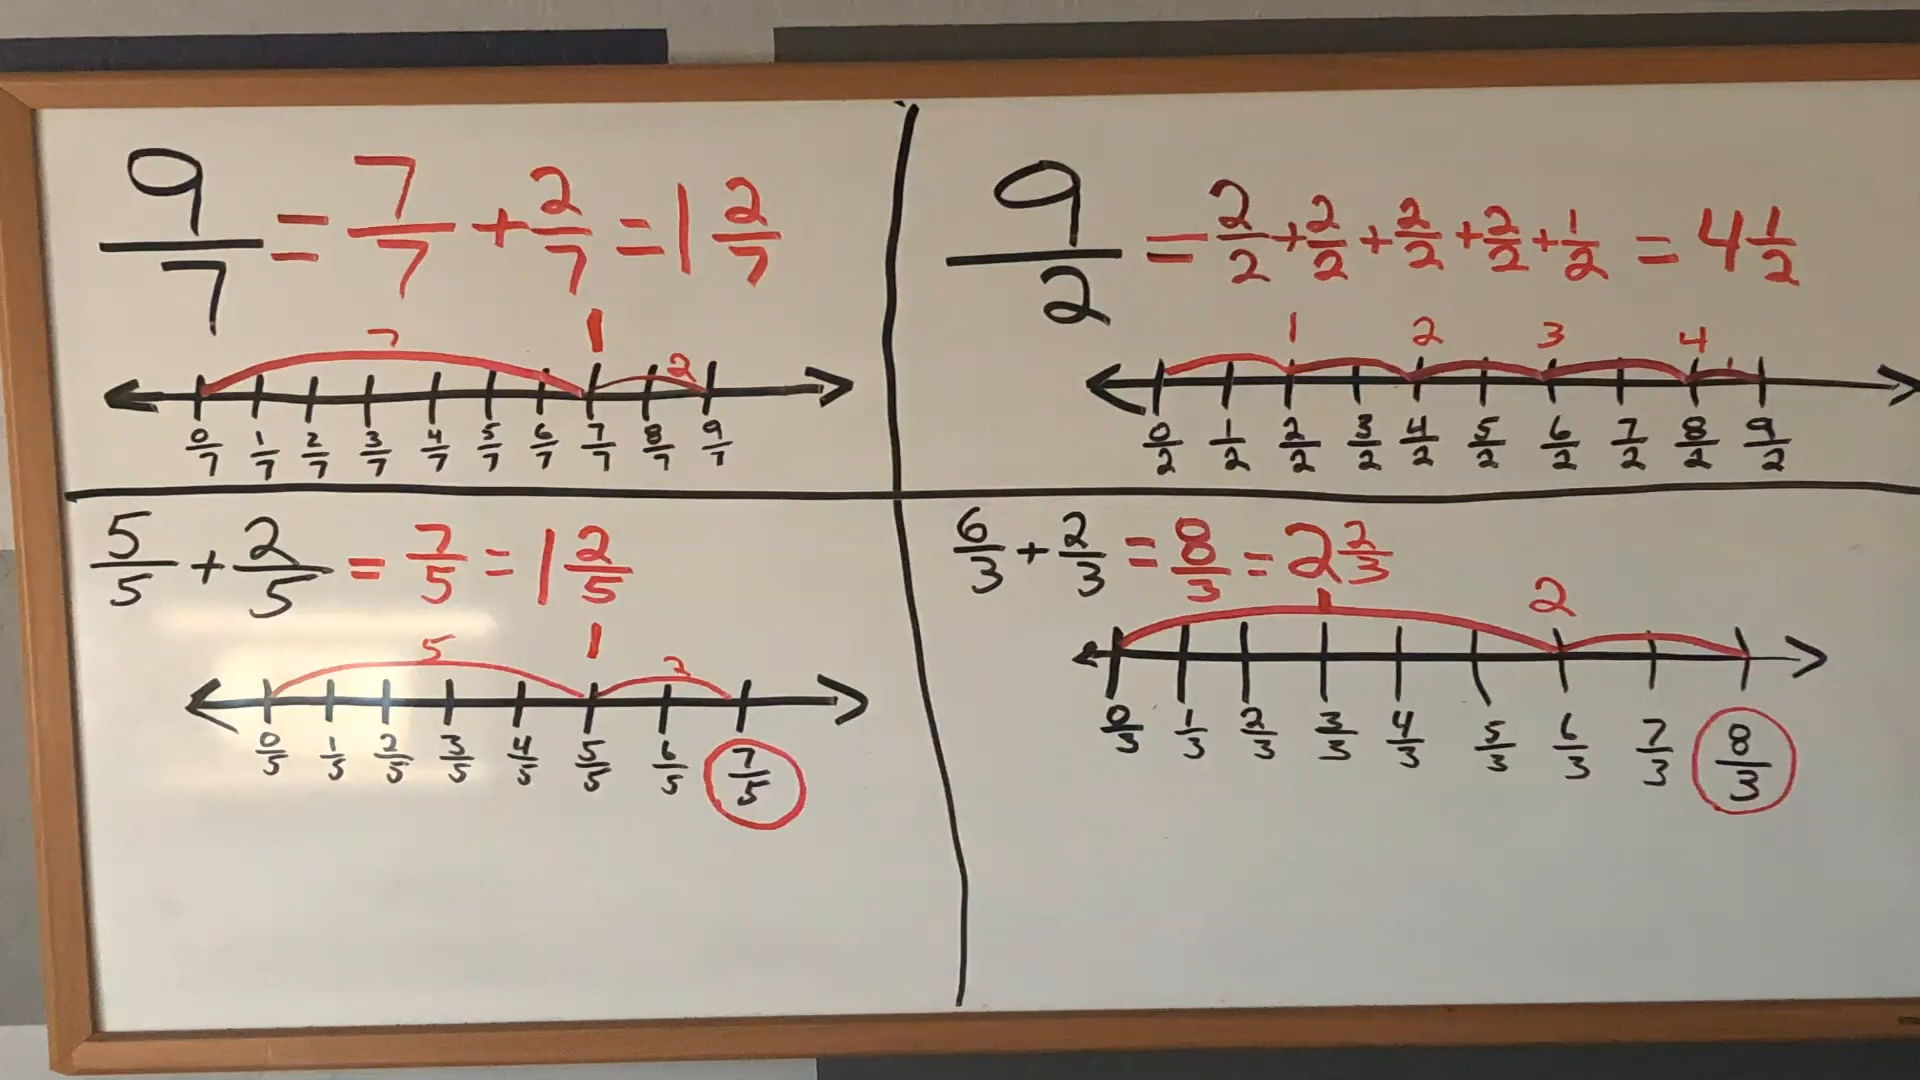 9/7 = 7/7 + 2/7 = 1 2/7
7 1 2
0/7 1/7 2/7 3/7 4/7 5/7 6/7 7/7 8/7 9/7
9/2 = 2/2 + 2/2 + 2/2 + 2/2 + 1/2 = 4 1/2
1 2 3 4 1
0/2 1/2 2/2 3/2 4/2 5/2 6/2 7/2 8/2 9/2
5/5 + 2/5 = 7/5 = 1 2/5
5 1 2
0/5 1/5 2/5 3/5 4/5 5/5 6/5 7/5
6/3 + 2/3 = 8/3 = 2 2/3
1 2
0/3 1/3 2/3 3/3 4/3 5/3 6/3 7/3 8/3